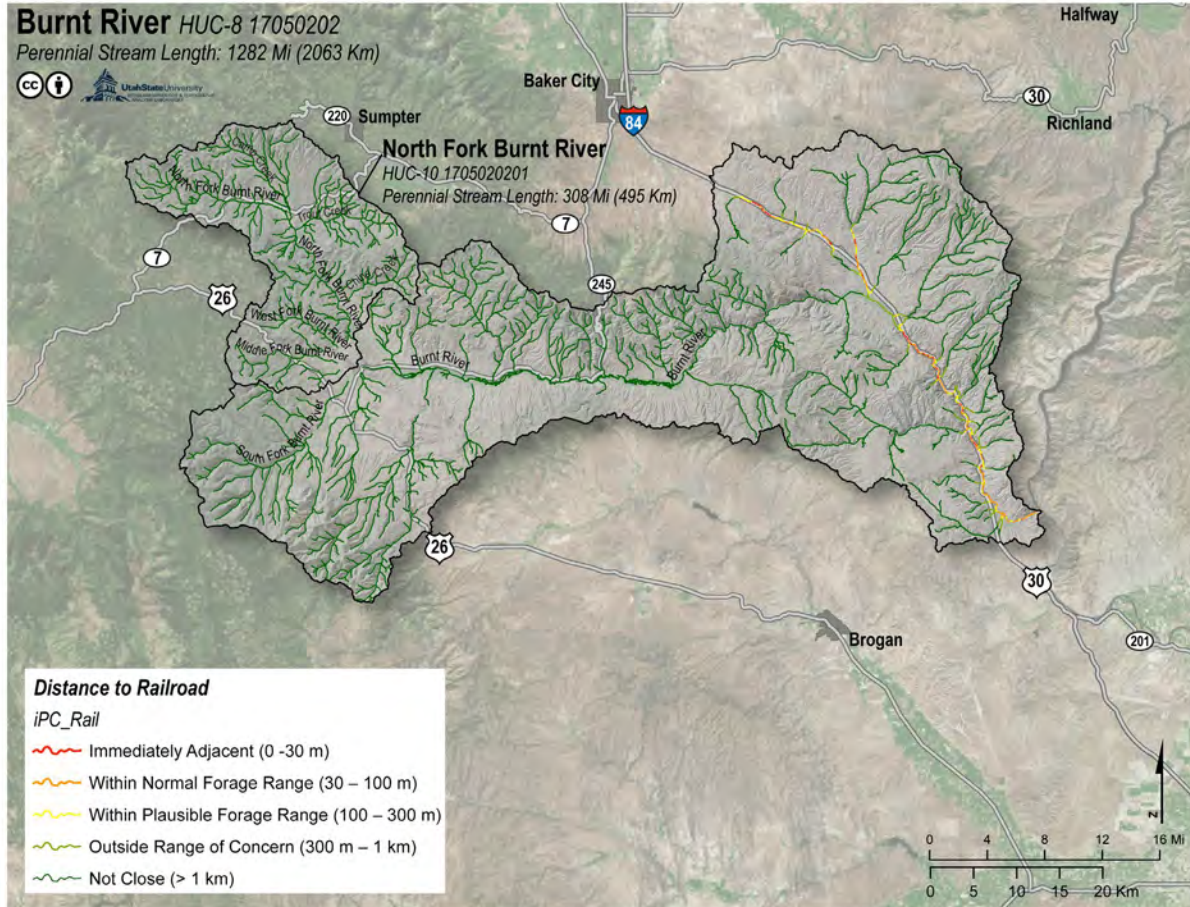 Burnt River HUC-8 17050202
Perennial Stream Length: 1282 Mi (2063 Km)
cc
UtahStateUniversity
Halfway
Baker City
84
30
Richland
220
Sumpter
North Fork Burnt River
HUC-10 1705020201
Perennial Stream Length: 308 Mi (495 Km)
North Fork Burnt River
Trout Creek
7
7
North Fork Burnt River
China Creek
245
26
West Fork Burnt River
Middle Fork Burnt River
Burnt River
Burnt River
South Fork Burnt River
26
30
Brogan
201
Distance to Railroad
iPC_Rail
Immediately Adjacent (0 -30 m)
Within Normal Forage Range (30 – 100 m)
Within Plausible Forage Range (100 – 300 m)
Outside Range of Concern (300 m – 1 km)
Not Close (> 1 km)
N
0 4 8 12 16 Mi
0 5 10 15 20 Km